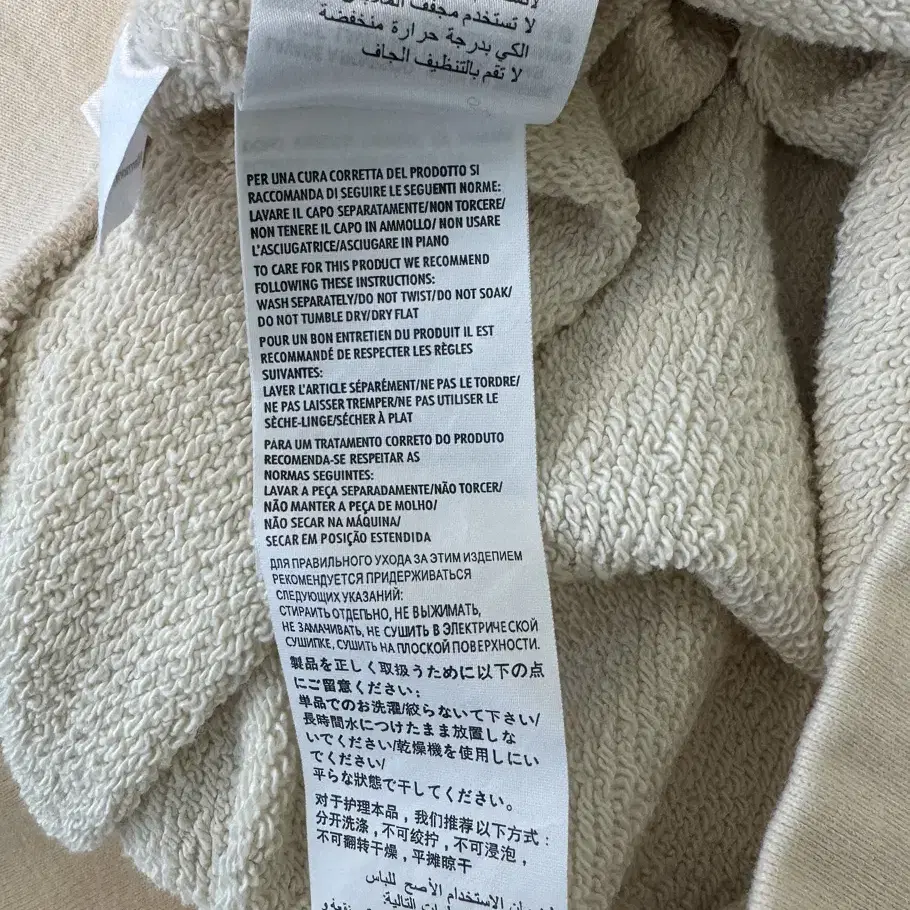 لا تستخدم مجفف
الكي بدرجة حرارة منخفضة
لا تقم بالتنظيف الجاف
PER UNA CURA CORRETTA DEL PRODOTTO SI
RACCOMANDA DI SEGUIRE LE SEGUENTI NORME:
LAVARE IL CAPO SEPARATAMENTE/NON TORCERE/
NON TENERE IL CAPO IN AMMOLLO/ NON USARE
L'ASCIUGATRICE/ASCIUGARE IN PIANO
TO CARE FOR THIS PRODUCT WE RECOMMEND
FOLLOWING THESE INSTRUCTIONS:
WASH SEPARATELY/DO NOT TWIST/DO NOT SOAK/
DO NOT TUMBLE DRY/DRY FLAT
POUR UN BON ENTRETIEN DU PRODUIT IL EST
RECOMMANDÉ DE RESPECTER LES RÈGLES
SUIVANTES:
LAVER L'ARTICLE SÉPARÉMENT/NE PAS LE TORDRE/
NE PAS LAISSER TREMPER/NE PAS UTILISER LE
SÈCHE-LINGE/SÉCHER À PLAT
PARA UM TRATAMENTO CORRETO DO PRODUTO
RECOMENDA-SE RESPEITAR AS
NORMAS SEGUINTES:
LAVAR A PEÇA SEPARADAMENTE/NÃO TORCER/
NÃO MANTER A PEÇA DE MOLHO/
NÃO SECAR NA MÁQUINA/
SECAR EM POSIÇÃO ESTENDIDA
ДЛЯ ПРАВИЛЬНОГО УХОДА ЗА ЭТИМ ИЗДЕЛИЕМ
РЕКОМЕНДУЕТСЯ ПРИДЕРЖИВАТЬСЯ
СЛЕДУЮЩИХ УКАЗАНИЙ:
СТИРАИТЬ ОТДЕЛЬНО, НЕ ВЫЖИМАТЬ,
НЕ ЗАМАЧИВАТЬ, НЕ СУШИТЬ В ЭЛЕКТРИЧЕСКОЙ
СУШИЛКЕ, СУШИТЬ НА ПЛОСКОЙ ПОВЕРХНОСТИ.
製品を正しく取扱うために以下の点
にご留意ください:
単品でのお洗濯/絞らないて下さい/
長時間水につけたまま放置しな
いでください/乾燥機を使用しにい
でください/
平らな狀態で干してください。
对于护理本品，我们推荐以下方式：
分开洗涤，不可绞拧，不可浸泡，
不可翻转干燥，平摊晾干
الاستخدام الأصح للباس
التالية: